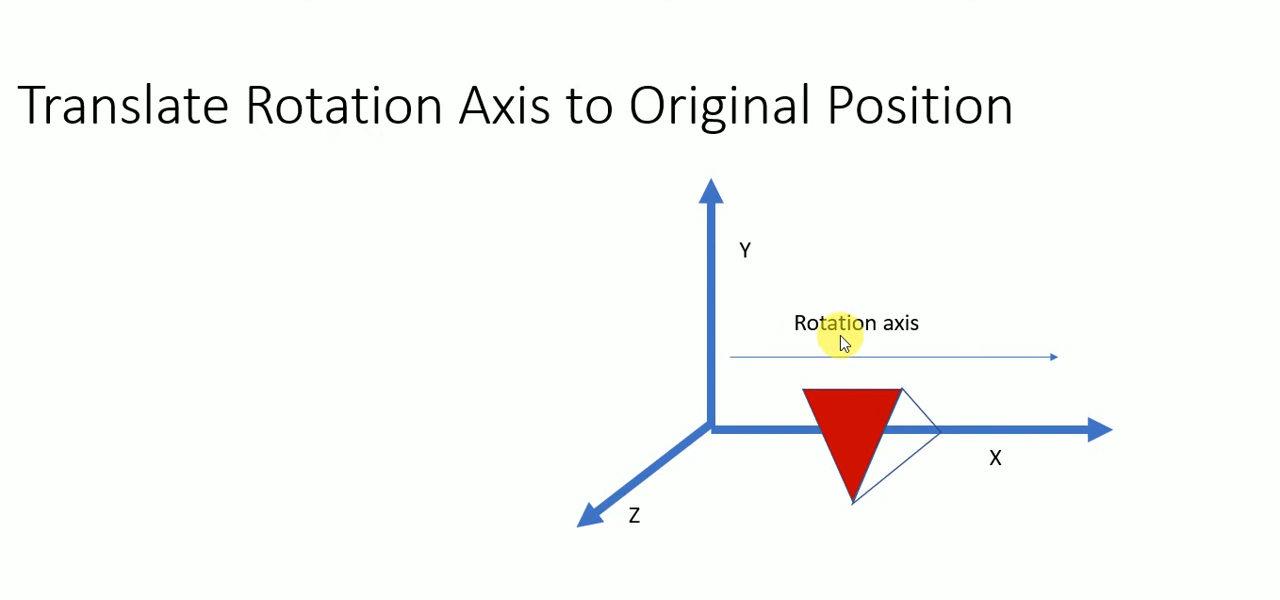 Translate Rotation Axis to Original Position
Y
Rotation axis
X
Z